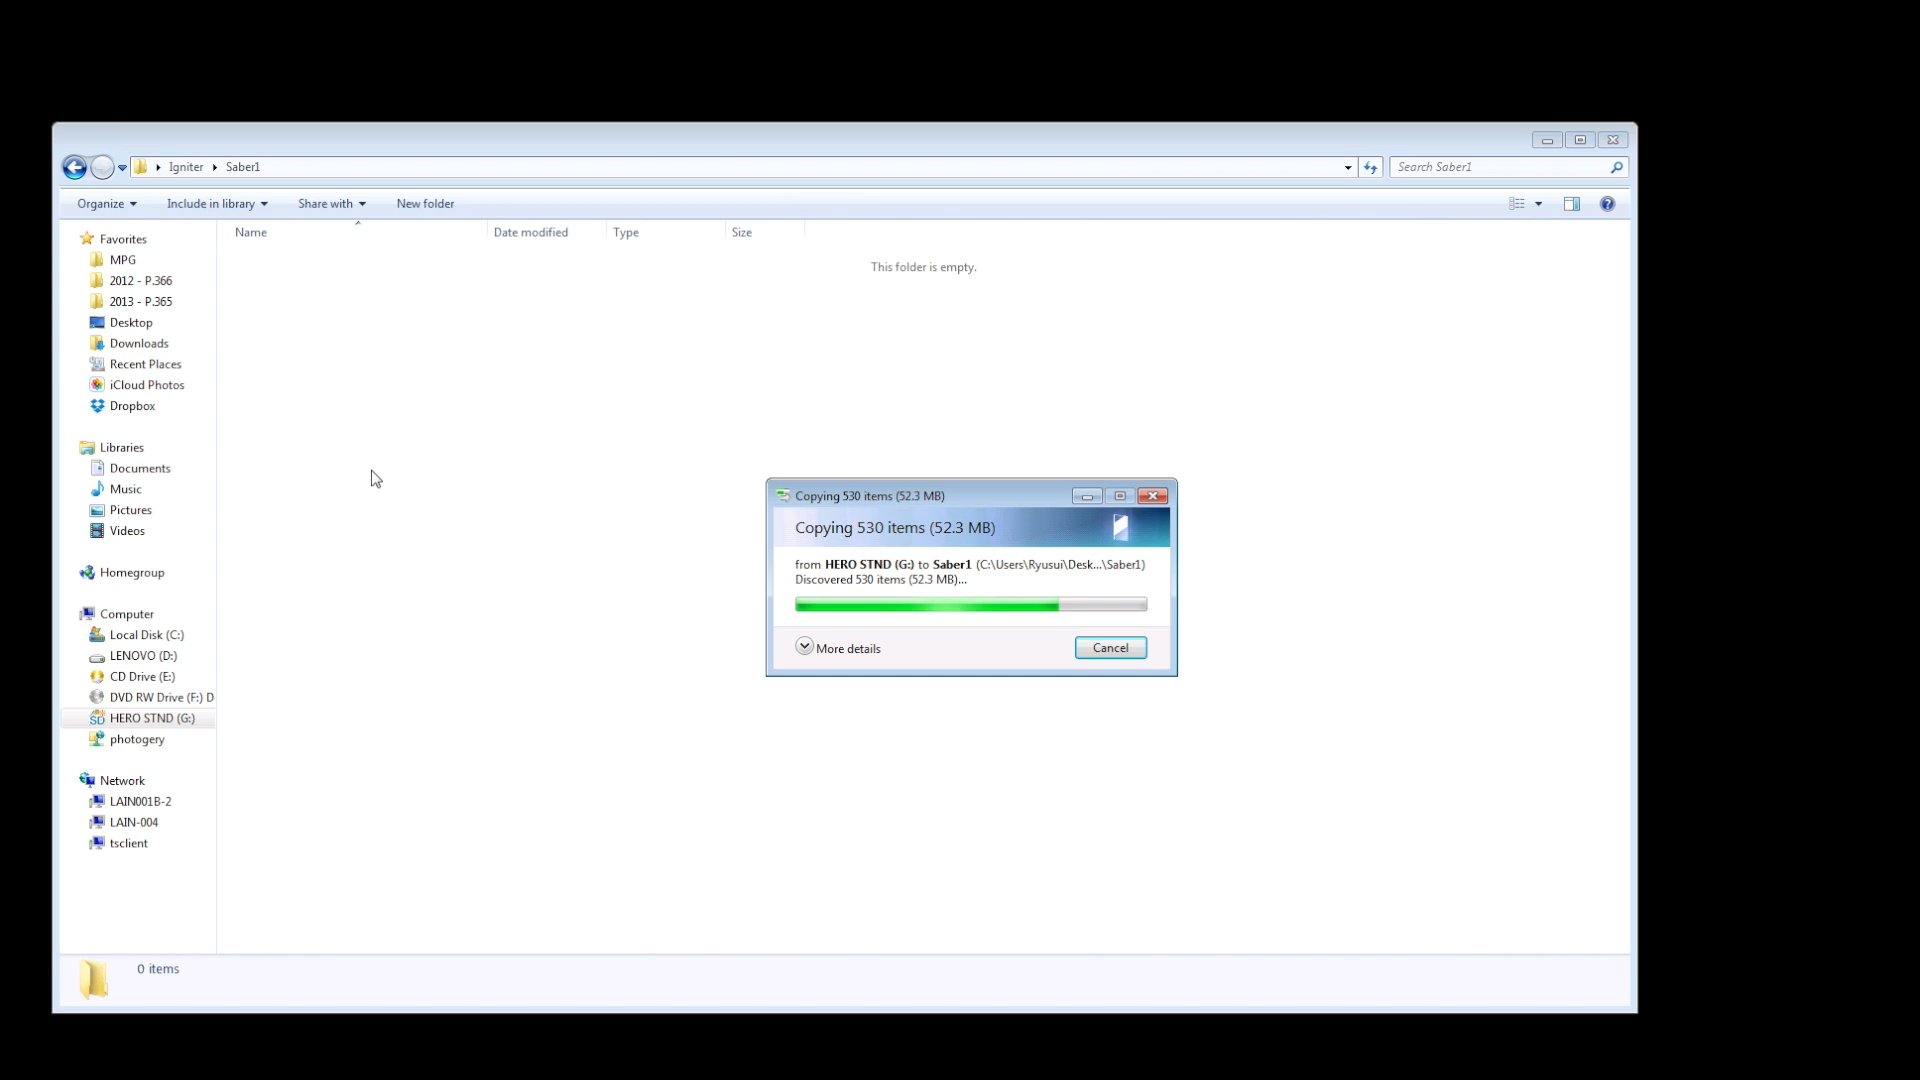 Igniter Saber1
Search Saber1
Organize Include in library Share with New folder
Name Date modified Type Size
This folder is empty.
Favorites
MPG
2012 - P.366
2013 - P.365
Desktop
Downloads
Recent Places
iCloud Photos
Dropbox
Libraries
Documents
Music
Pictures
Videos
Homegroup
Computer
Local Disk (C:)
LENOVO (D:)
CD Drive (E:)
DVD RW Drive (F:) D
HERO STND (G:)
photogery
Network
LAIN001B-2
LAIN-004
tsclient
Copying 530 items (52.3 MB)
Copying 530 items (52.3 MB)
from HERO STND (G:) to Saber1 (C:\Users\Ryusui\Desk...\Saber1)
Discovered 530 items (52.3 MB)...
More details
Cancel
0 items